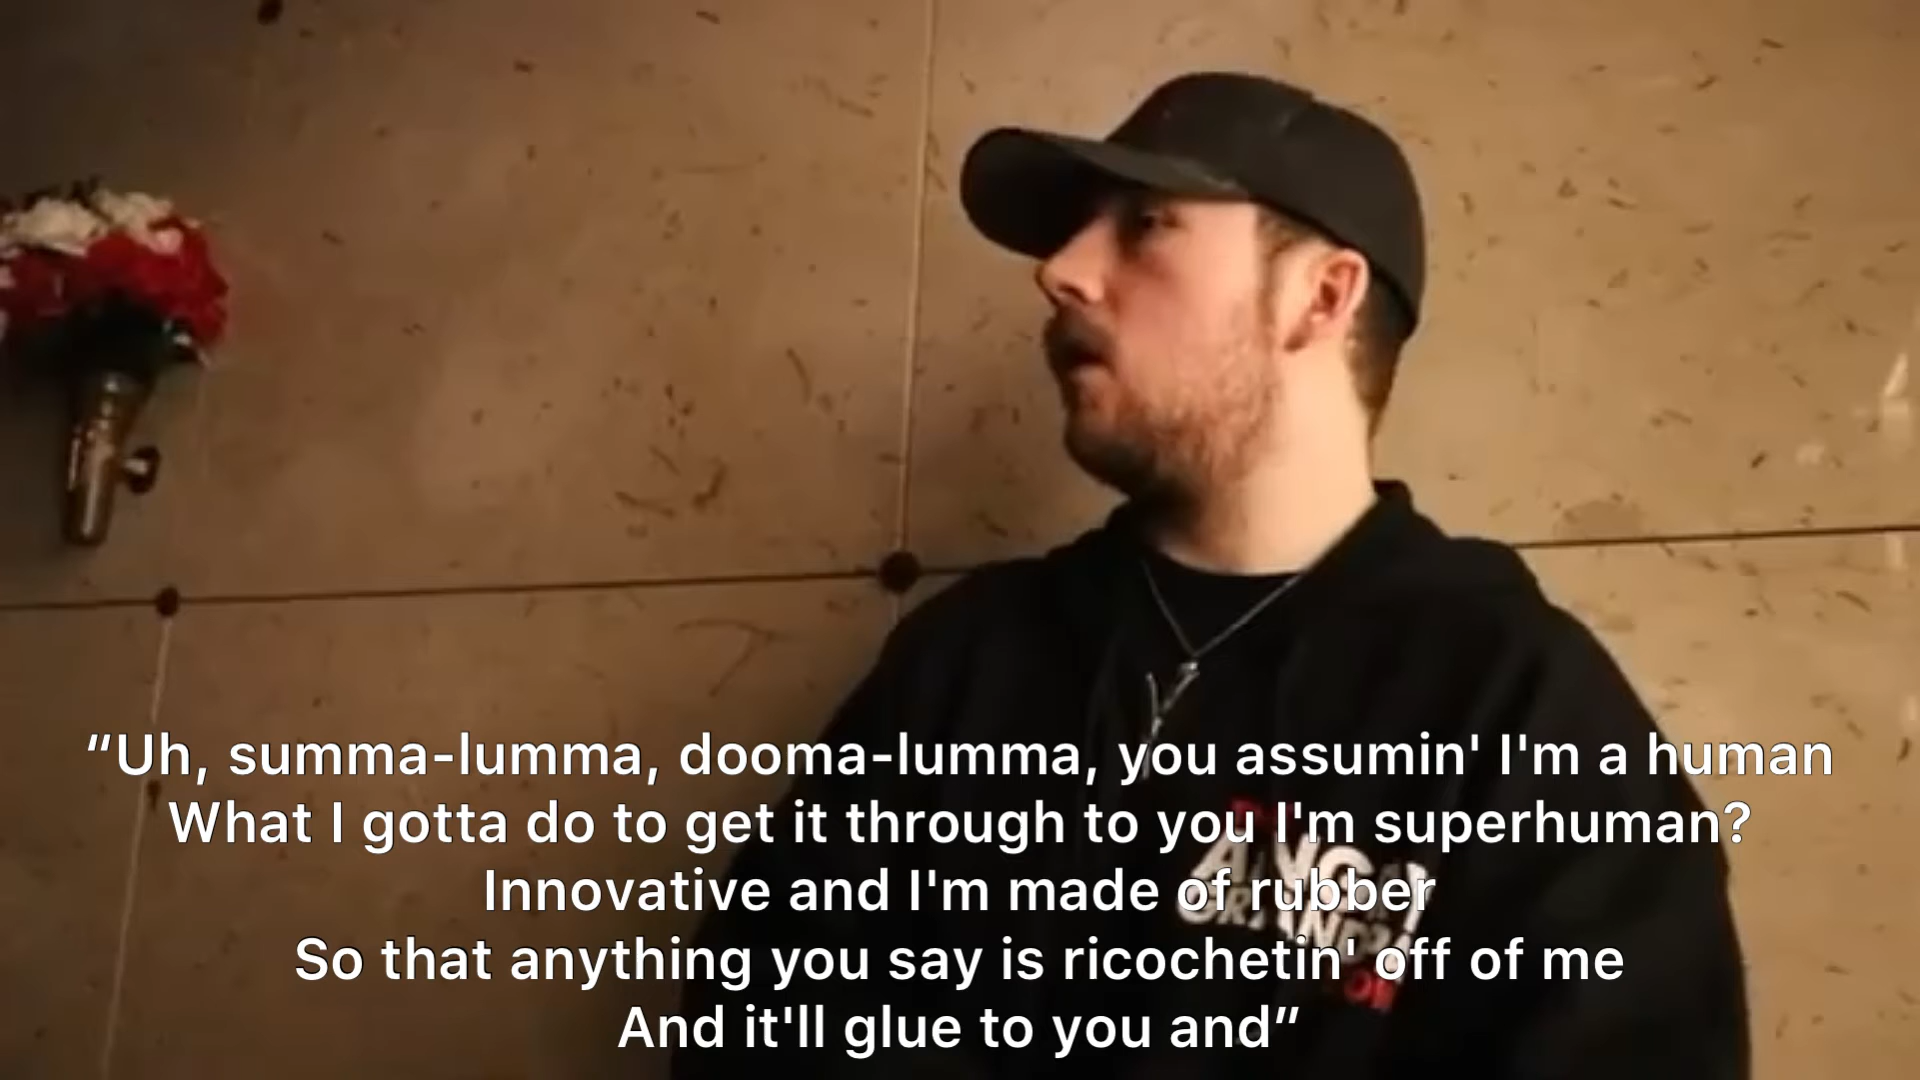 “Uh, summa-lumma, dooma-lumma, you assumin' I'm a human
What I gotta do to get it through to you I'm superhuman?
Innovative and I'm made of rubber
So that anything you say is ricochetin' off of me
And it'll glue to you and”
ANGRY
GRANDPA